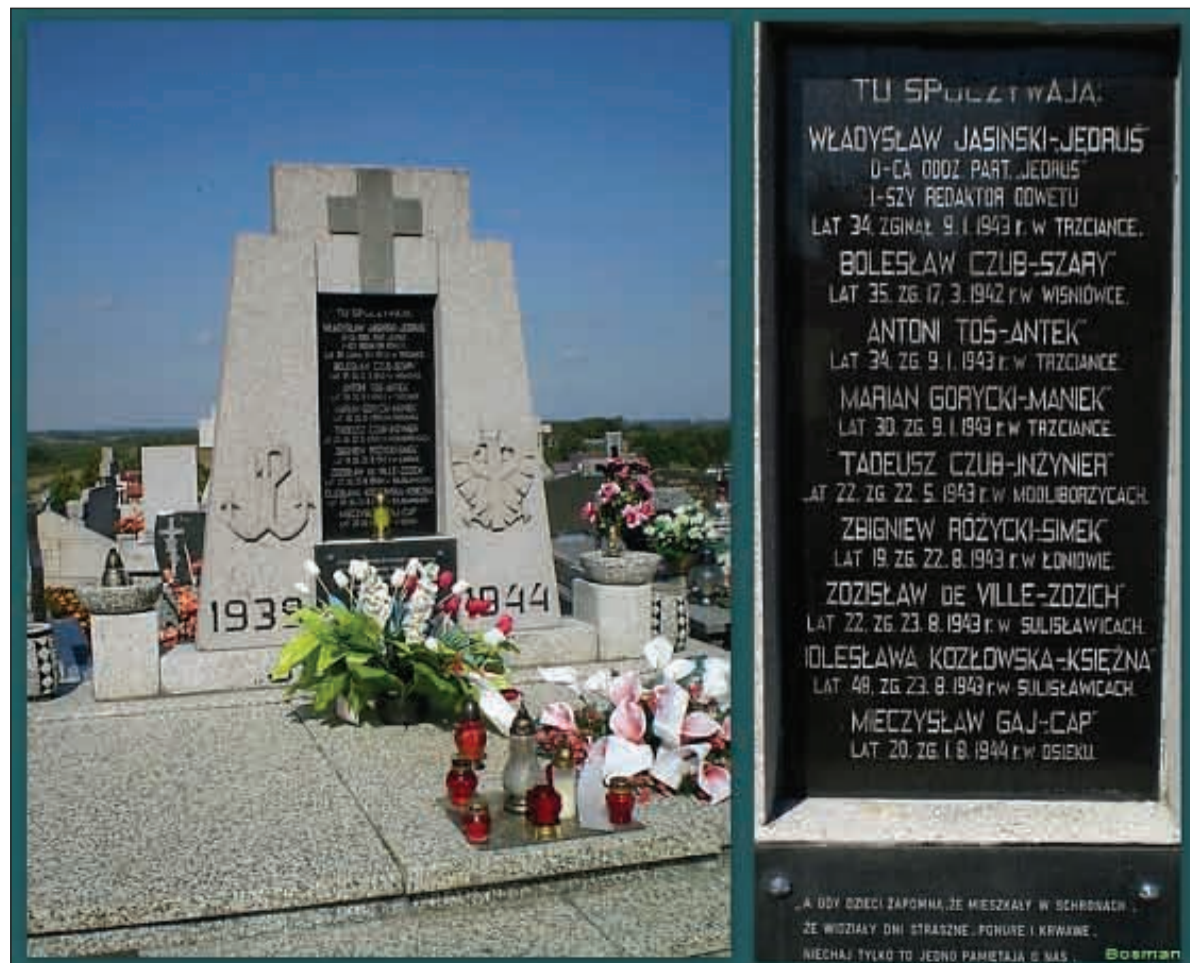 1939
1944
TU SPOCZYWAJĄ:
WŁADYSŁAW JASIŃSKI-„JĘDRUŚ"
D-CA ODDZ PART. „JĘDRUŚ"
I-SZY REDAKTOR ODWETU
LAT 34. ZGINĄŁ 9.1.1943 r. W TRZCIANCE.
BOLESŁAW CZUB-„SZARY"
LAT 35. ZG. 17.3.1942 r. W WIŚNIÓWCE.
ANTONI TOŚ-„ANTEK"
LAT 34. ZG. 9.1.1943 r. W TRZCIANCE.
MARIAN GORYCKI-„MANIEK"
LAT 30. ZG. 9.1.1943 r. W TRZCIANCE.
TADEUSZ CZUB-„INŻYNIER"
LAT 22. ZG. 22.5.1943 r. W MODLIBORZYCACH.
ZBIGNIEW RÓŻYCKI-„SIMEK"
LAT 19. ZG. 22.8.1943 r. W ŁONIOWIE.
ZDZISŁAW DE VILLE-„ZDZICH"
LAT 22. ZG. 23.8.1943 r. W SULISŁAWICACH.
BOLESŁAWA KOZŁOWSKA-„KSIĘŻNA"
LAT 48. ZG. 23.8.1943 r. W SULISŁAWICACH.
MIECZYSŁAW GAJ-„CAP"
LAT 20. ZG. 1.8.1944 r. W OSIEKU.
„A GDY DZIECI ZAPOMNĄ, ŻE MIESZKAŁY W SCHRONACH,
ŻE WIDZIAŁY DNI STRASZNE, PONURE I KRWAWE,
NIECHAJ TYLKO TO JEDNO PAMIĘTAJĄ O NAS
Bosman